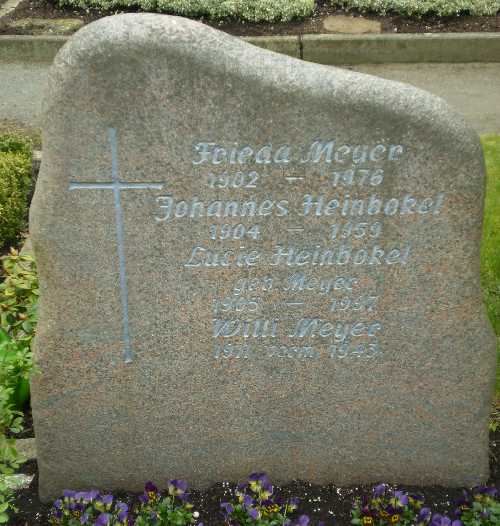 Frieda Meyer
1902 – 1976
Johannes Heinbokel
1904 – 1959
Lucie Heinbokel
geb. Meyer
1905 – 1997
Willi Meyer
1911 verm. 1943